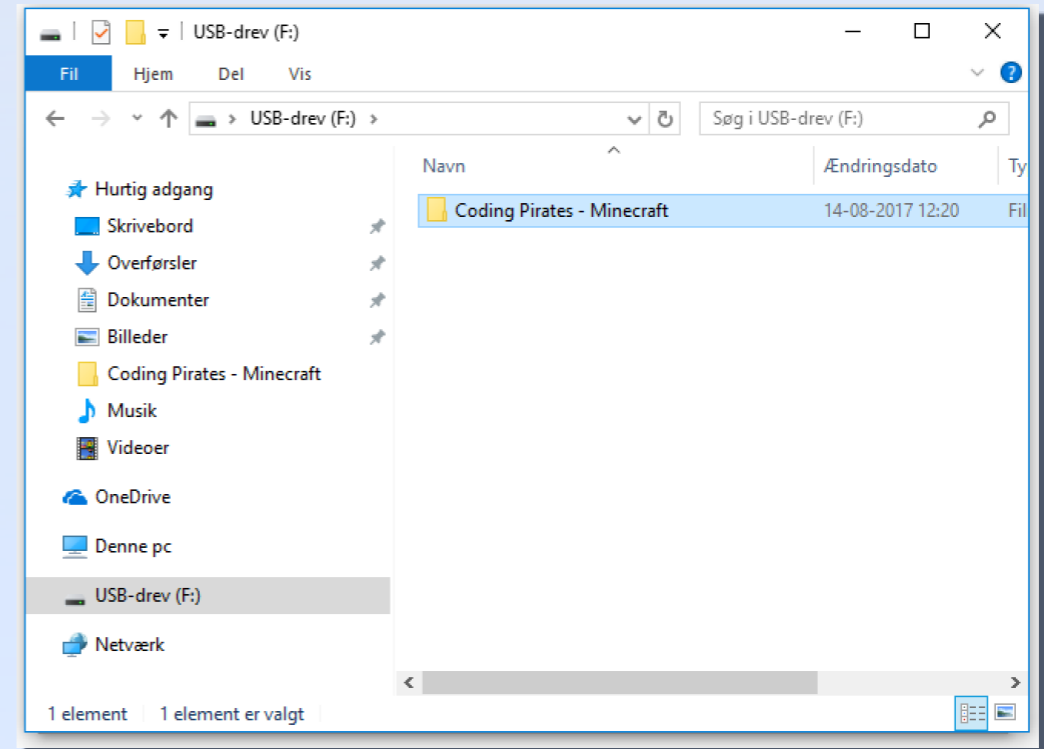 USB-drev (F:)
Fil Hjem Del Vis
USB-drev (F:)
Søg i USB-drev (F:)
Navn Ændringsdato Ty
Coding Pirates - Minecraft 14-08-2017 12:20 Fil
Hurtig adgang
Skrivebord
Overførsler
Dokumenter
Billeder
Coding Pirates - Minecraft
Musik
Videoer
OneDrive
Denne pc
USB-drev (F:)
Netværk
1 element 1 element er valgt